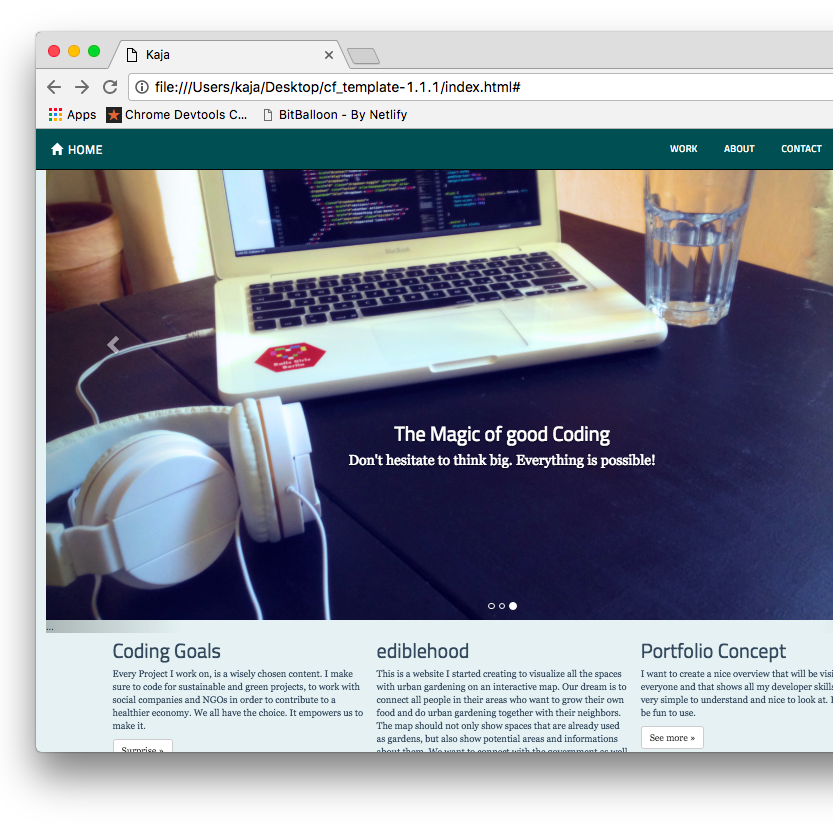 Kaja
file:///Users/kaja/Desktop/cf_template-1.1.1/index.html#
Apps Chrome Devtools C... BitBalloon - By Netlify
HOME WORK ABOUT CONTACT
MacBook
Rails Girls
Berlin
The Magic of good Coding
Don't hesitate to think big. Everything is possible!
...
Coding Goals
Every Project I work on, is a wisely chosen content. I make
sure to code for sustainable and green projects, to work with
social companies and NGOs in order to contribute to a
healthier economy. We all have the choice. It empowers us to
make it.
Surprise »
ediblehood
This is a website I started creating to visualize all the spaces
with urban gardening on an interactive map. Our dream is to
connect all people in their areas who want to grow their own
food and do urban gardening together with their neighbors.
The map should not only show spaces that are already used
as gardens, but also show potential areas and informations
about them. We want to connect with the government as well
Portfolio Concept
I want to create a nice overview that will be visi
everyone and that shows all my developer skills
very simple to understand and nice to look at.
be fun to use.
See more »